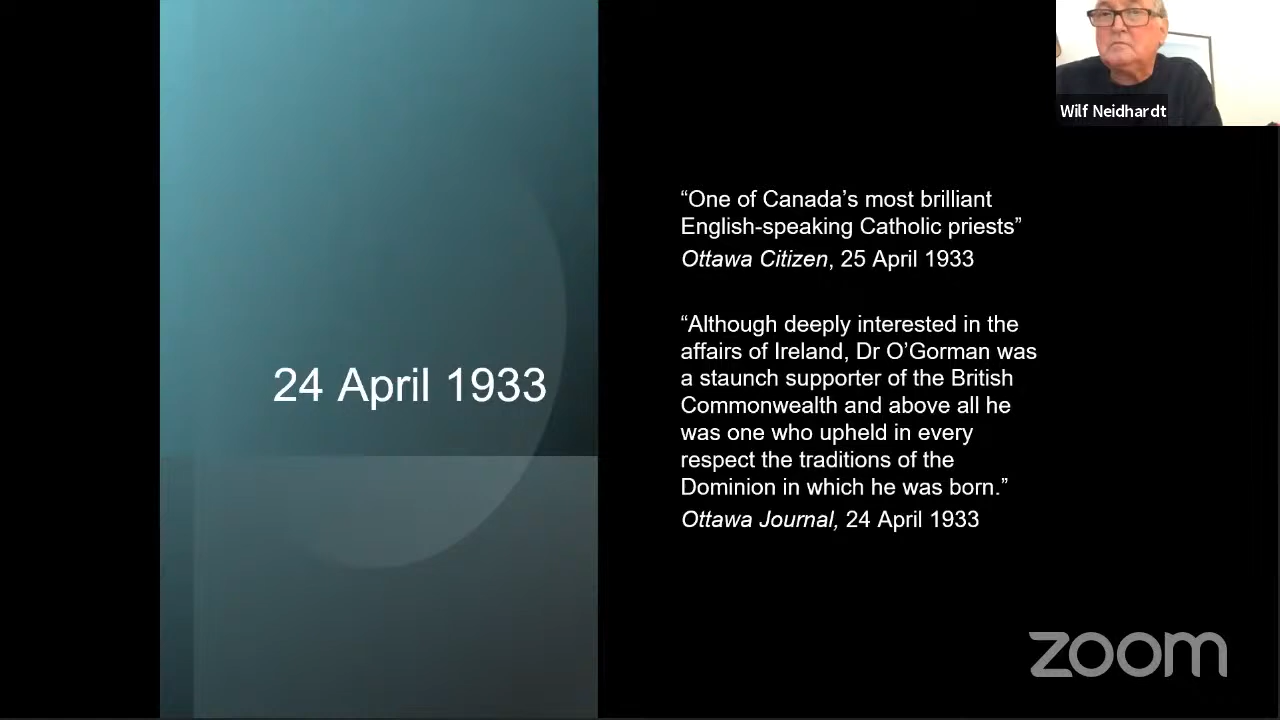 Wilf Neidhardt
24 April 1933
“One of Canada’s most brilliant
English-speaking Catholic priests”
Ottawa Citizen, 25 April 1933
“Although deeply interested in the
affairs of Ireland, Dr O’Gorman was
a staunch supporter of the British
Commonwealth and above all he
was one who upheld in every
respect the traditions of the
Dominion in which he was born.”
Ottawa Journal, 24 April 1933
zoom